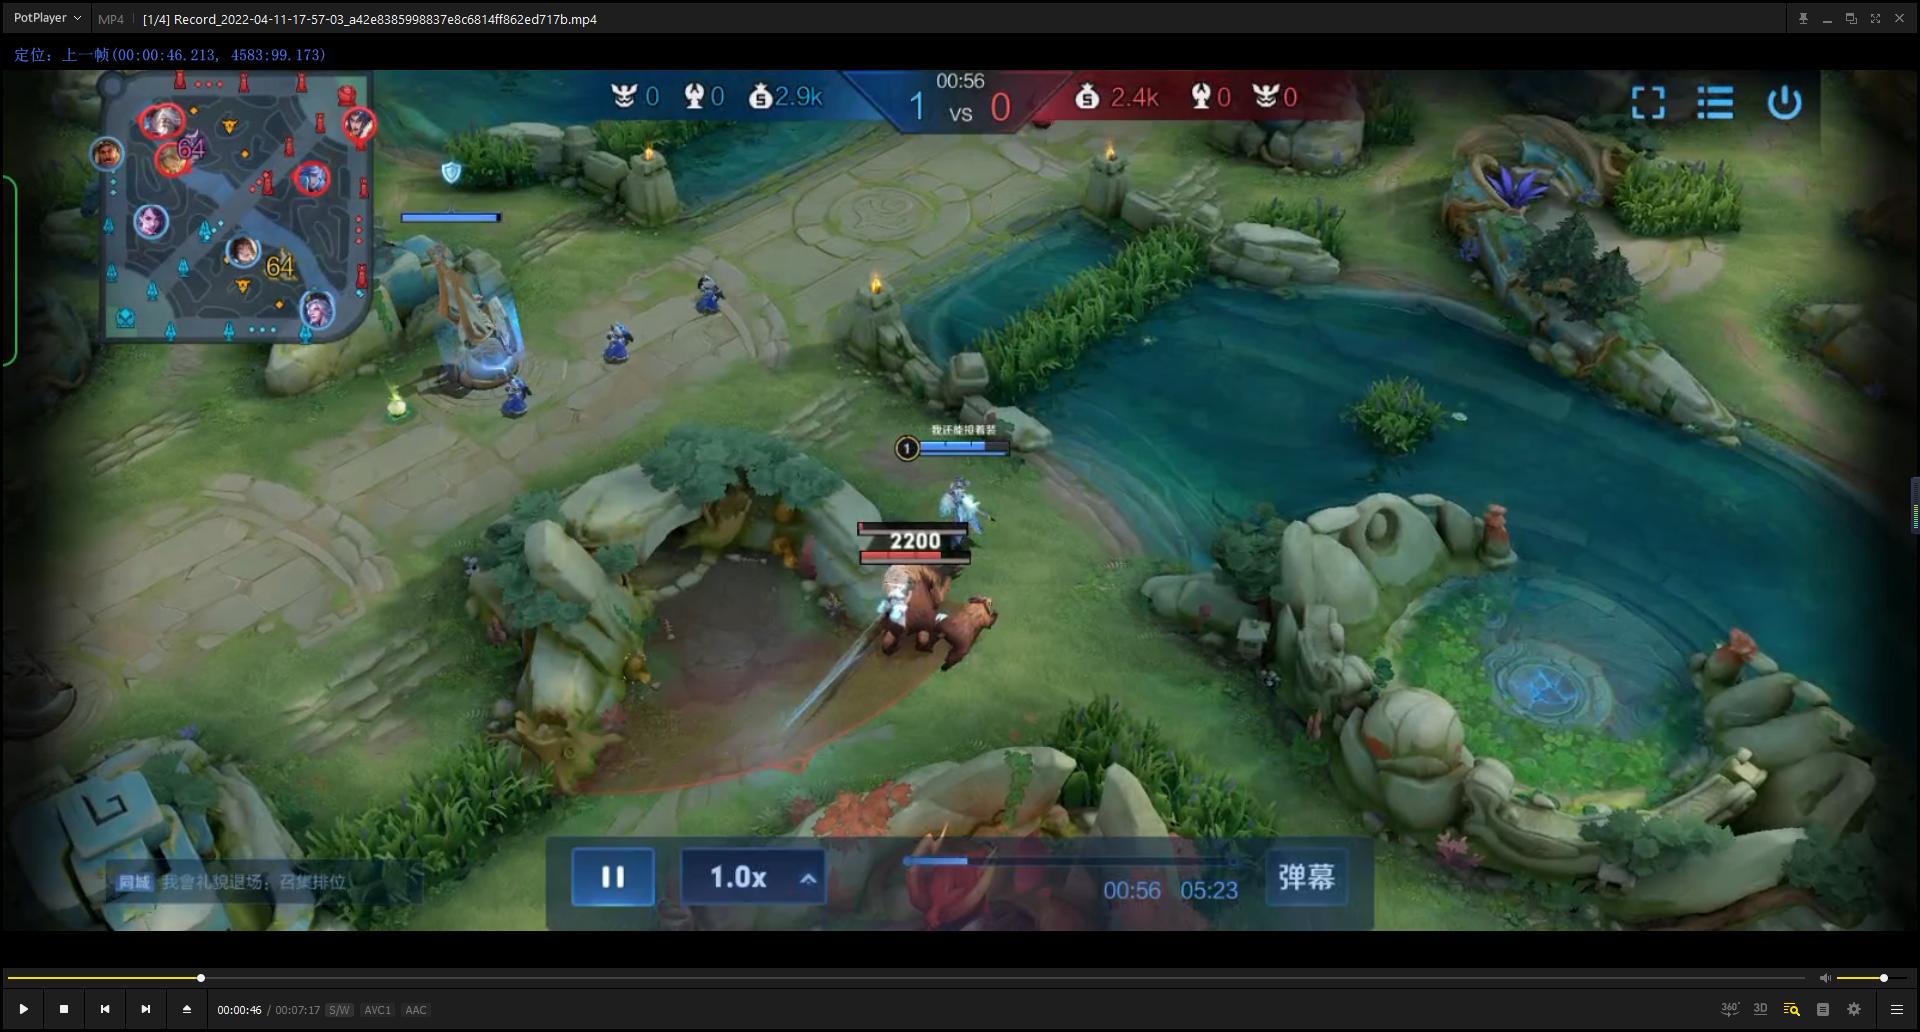 PotPlayer MP4 [1/4] Record_2022-04-11-17-57-03_a42e8385998837e8c6814ff862ed717b.mp4
定位: 上一帧(00:00:46.213, 4583:99.173)
0 0 2.9k 1 00:56 VS 0 2.4k 0 0
64
64
我还能接着装
1
2200
同城 我會礼貌退场: 召集排位
1.0x 00:56 05:23 弹幕
00:00:46 / 00:07:17 S/W AVC1 AAC
360° 3D